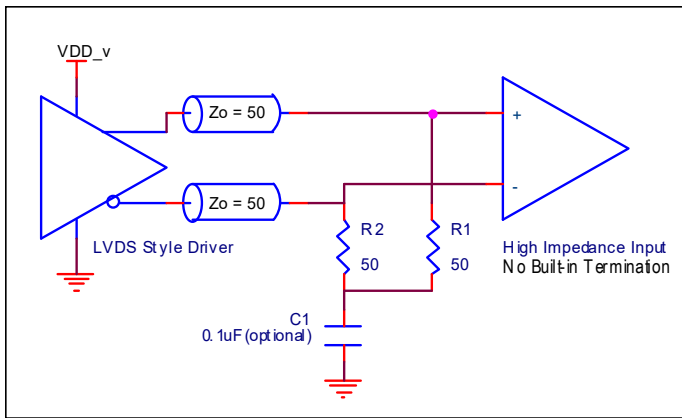 VDD_v
Zo = 50
+
Zo = 50
-
R2
50
R1
50
LVDS Style Driver
High Impedance Input
No Built-in Termination
C1
0.1uF(optional)